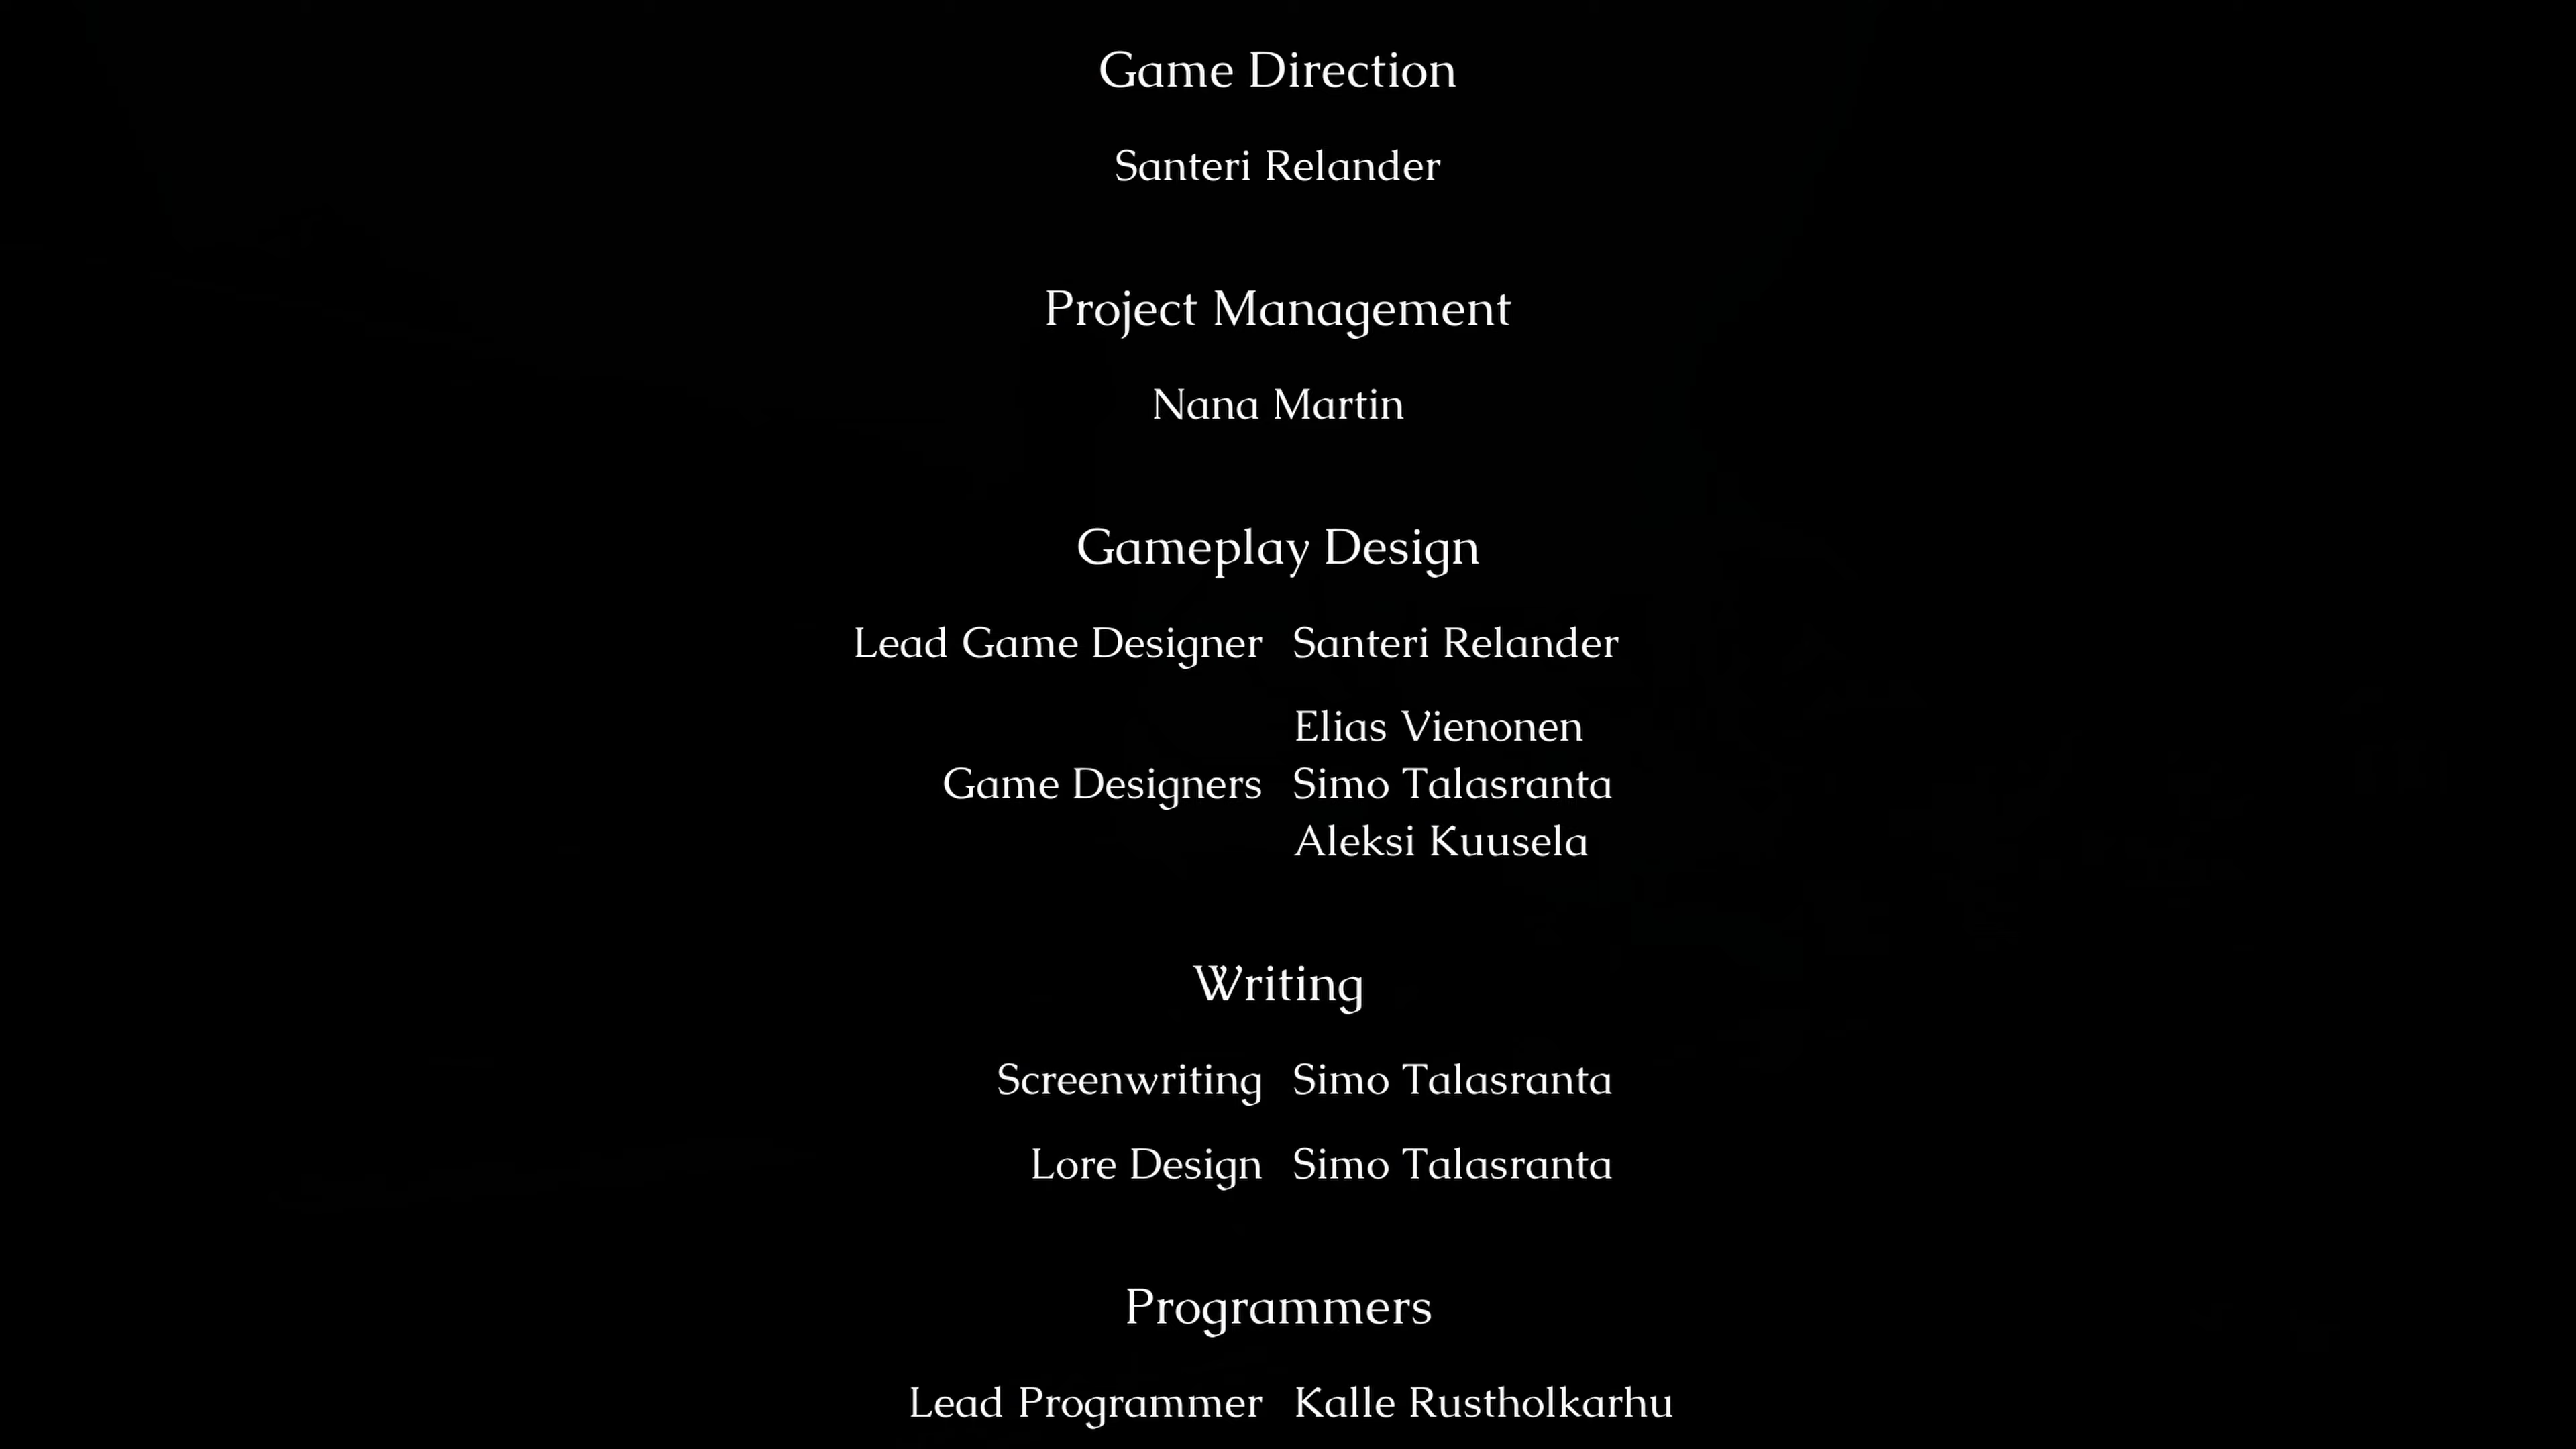 Game Direction
Santeri Relander
Project Management
Nana Martin
Gameplay Design
Lead Game Designer Santeri Relander
Elias Vienonen
Game Designers Simo Talasranta
Aleksi Kuusela
Writing
Screenwriting Simo Talasranta
Lore Design Simo Talasranta
Programmers
Lead Programmer Kalle Rustholkarhu